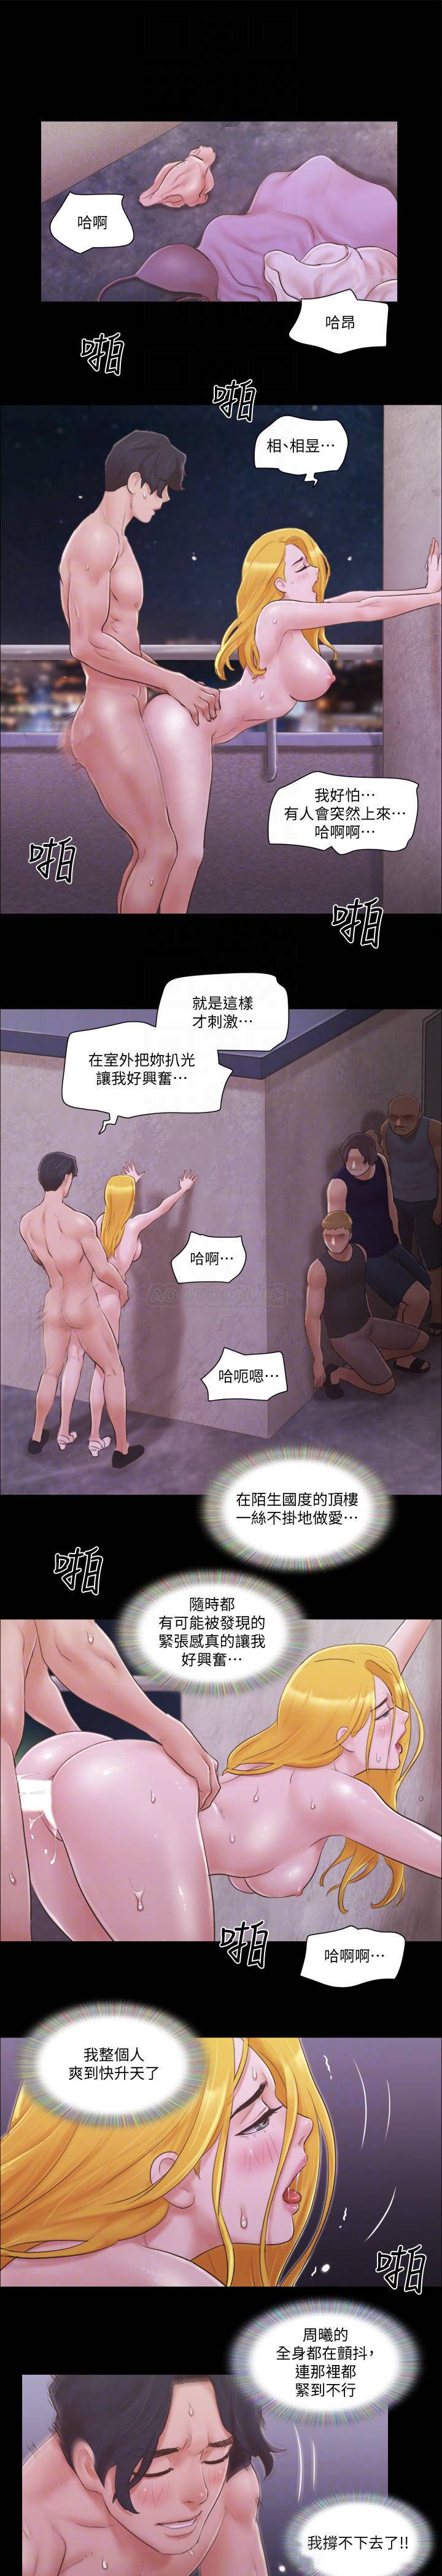 哈啊
哈昂
啪
啪
相、相昱⋯
我好怕⋯
有人會突然上來⋯
哈啊啊⋯
啪
啪
就是這樣
才刺激⋯
在室外把妳扒光
讓我好興奮⋯
哈啊⋯
哈呃嗯⋯
在陌生國度的頂樓
一絲不掛地做愛⋯
啪
隨時都
有可能被發現的
緊張感真的讓我
好興奮⋯
啪
哈啊啊⋯
我整個人
爽到快升天了
啪
周曦的
全身都在顫抖，
連那裡都
緊到不行
我撐不下去了!!